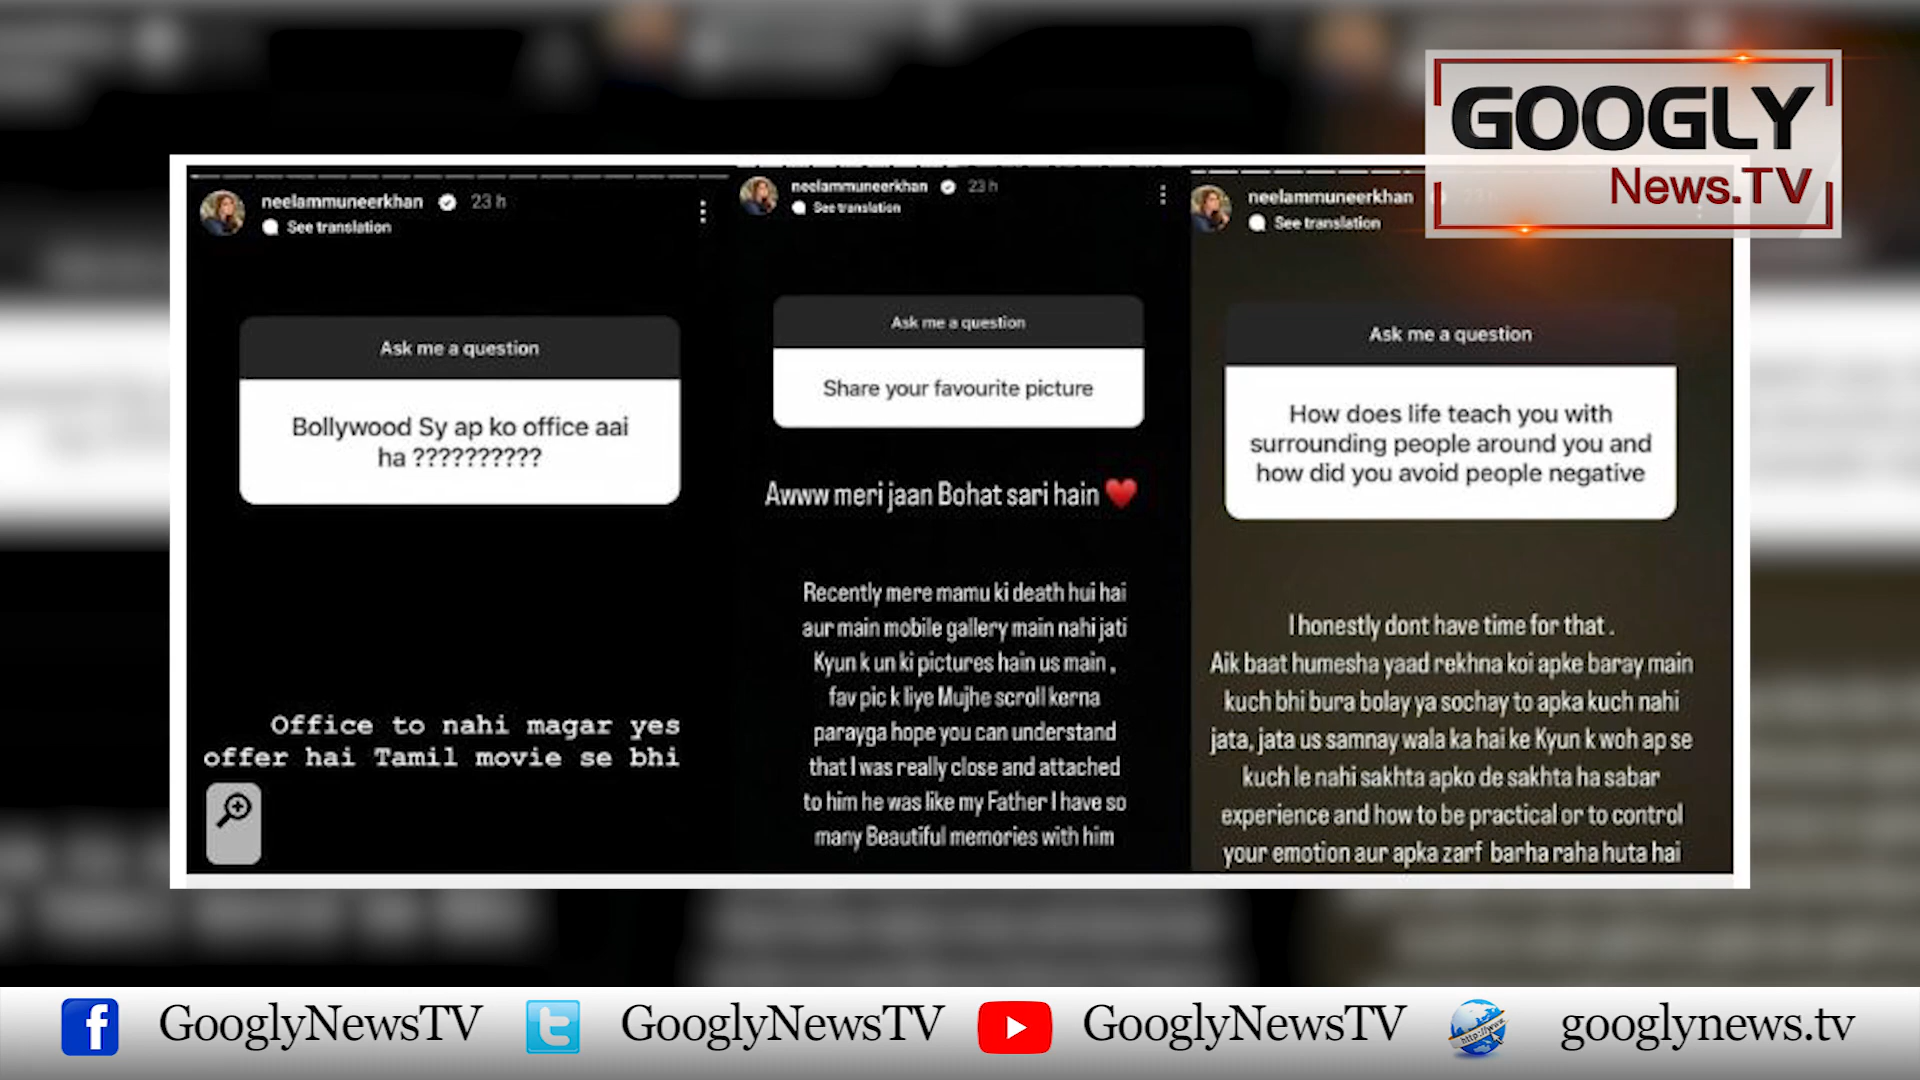 GOOGLY
News.TV
neelammuneerkhan 23 h
See translation
Ask me a question
Bollywood Sy ap ko office aai
ha ??????????
Office to nahi magar yes
offer hai Tamil movie se bhi
neelammuneerkhan 23 h
See translation
Ask me a question
Share your favourite picture
Awww meri jaan Bohat sari hain ❤️
Recently mere mamu ki death hui hai
aur main mobile gallery main nahi jati
Kyun k un ki pictures hain us main ,
fav pic k liye Mujhe scroll kerna
parayga hope you can understand
that I was really close and attached
to him he was like my Father I have so
many Beautiful memories with him
neelammuneerkhan
See translation
Ask me a question
How does life teach you with
surrounding people around you and
how did you avoid people negative
I honestly dont have time for that .
Aik baat humesha yaad rekhna koi apke baray main
kuch bhi bura bolay ya sochay to apka kuch nahi
jata, jata us samnay wala ka hai ke Kyun k woh ap se
kuch le nahi sakhta apko de sakhta ha sabar
experience and how to be practical or to control
your emotion aur apka zarf barha raha huta hai
GooglyNewsTV GooglyNewsTV GooglyNewsTV googlynews.tv